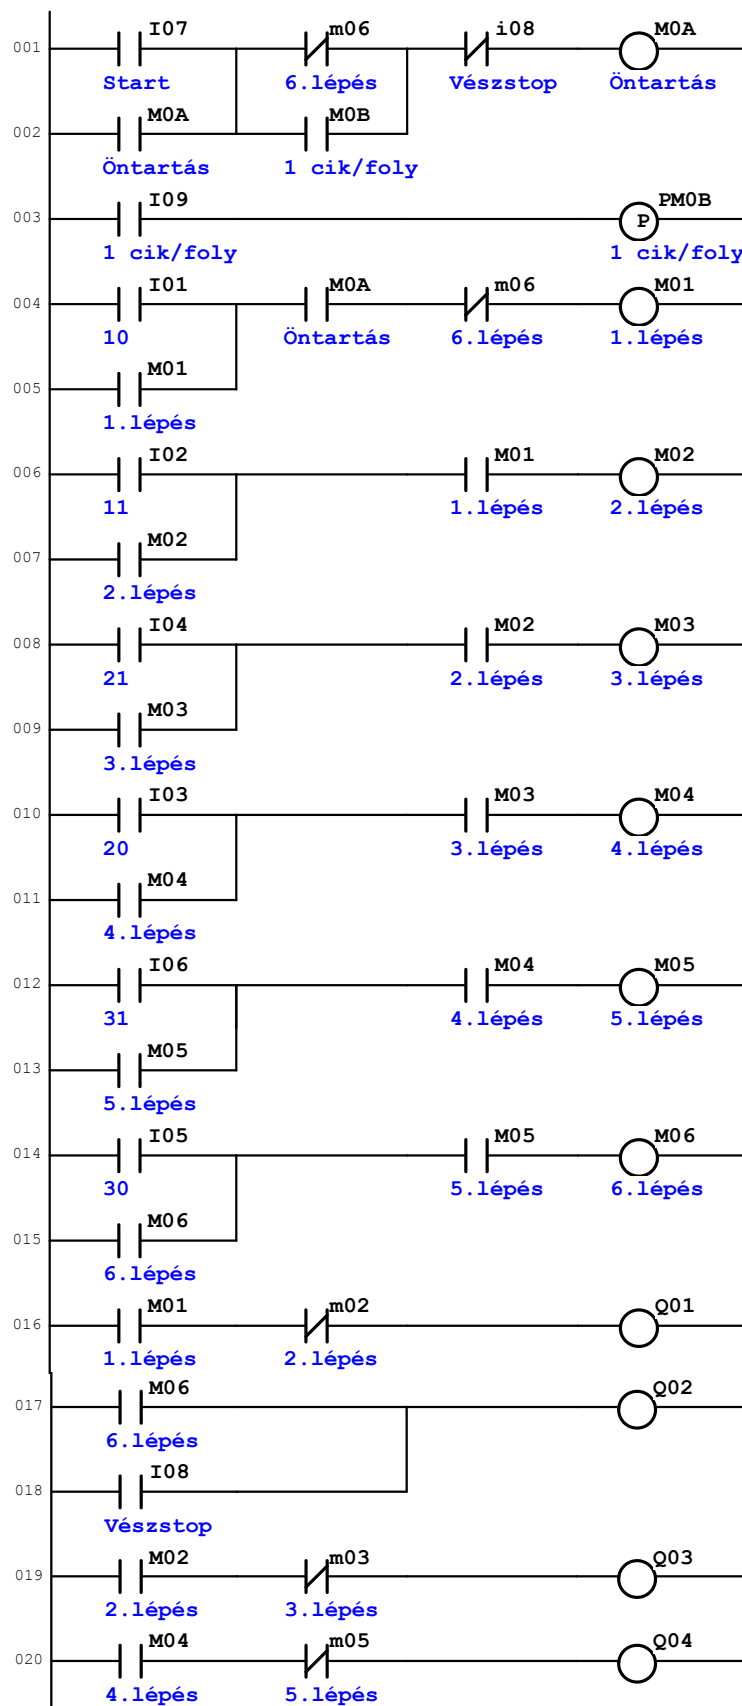 I07 m06 i08 M0A
001
Start 6.lépés Vészstop Öntartás
M0A M0B
002
Öntartás 1 cik/foly
I09 PM0B
003 P
1 cik/foly 1 cik/foly
I01 M0A m06 M01
004
10 Öntartás 6.lépés 1.lépés
M01
005
1.lépés
I02 M01 M02
006
11 1.lépés 2.lépés
M02
007
2.lépés
I04 M02 M03
008
21 2.lépés 3.lépés
M03
009
3.lépés
I03 M03 M04
010
20 3.lépés 4.lépés
M04
011
4.lépés
I06 M04 M05
012
31 4.lépés 5.lépés
M05
013
5.lépés
I05 M05 M06
014
30 5.lépés 6.lépés
M06
015
6.lépés
M01 m02 Q01
016
1.lépés 2.lépés
M06 Q02
017
6.lépés
I08
018
Vészstop
M02 m03 Q03
019
2.lépés 3.lépés
M04 m05 Q04
020
4.lépés 5.lépés